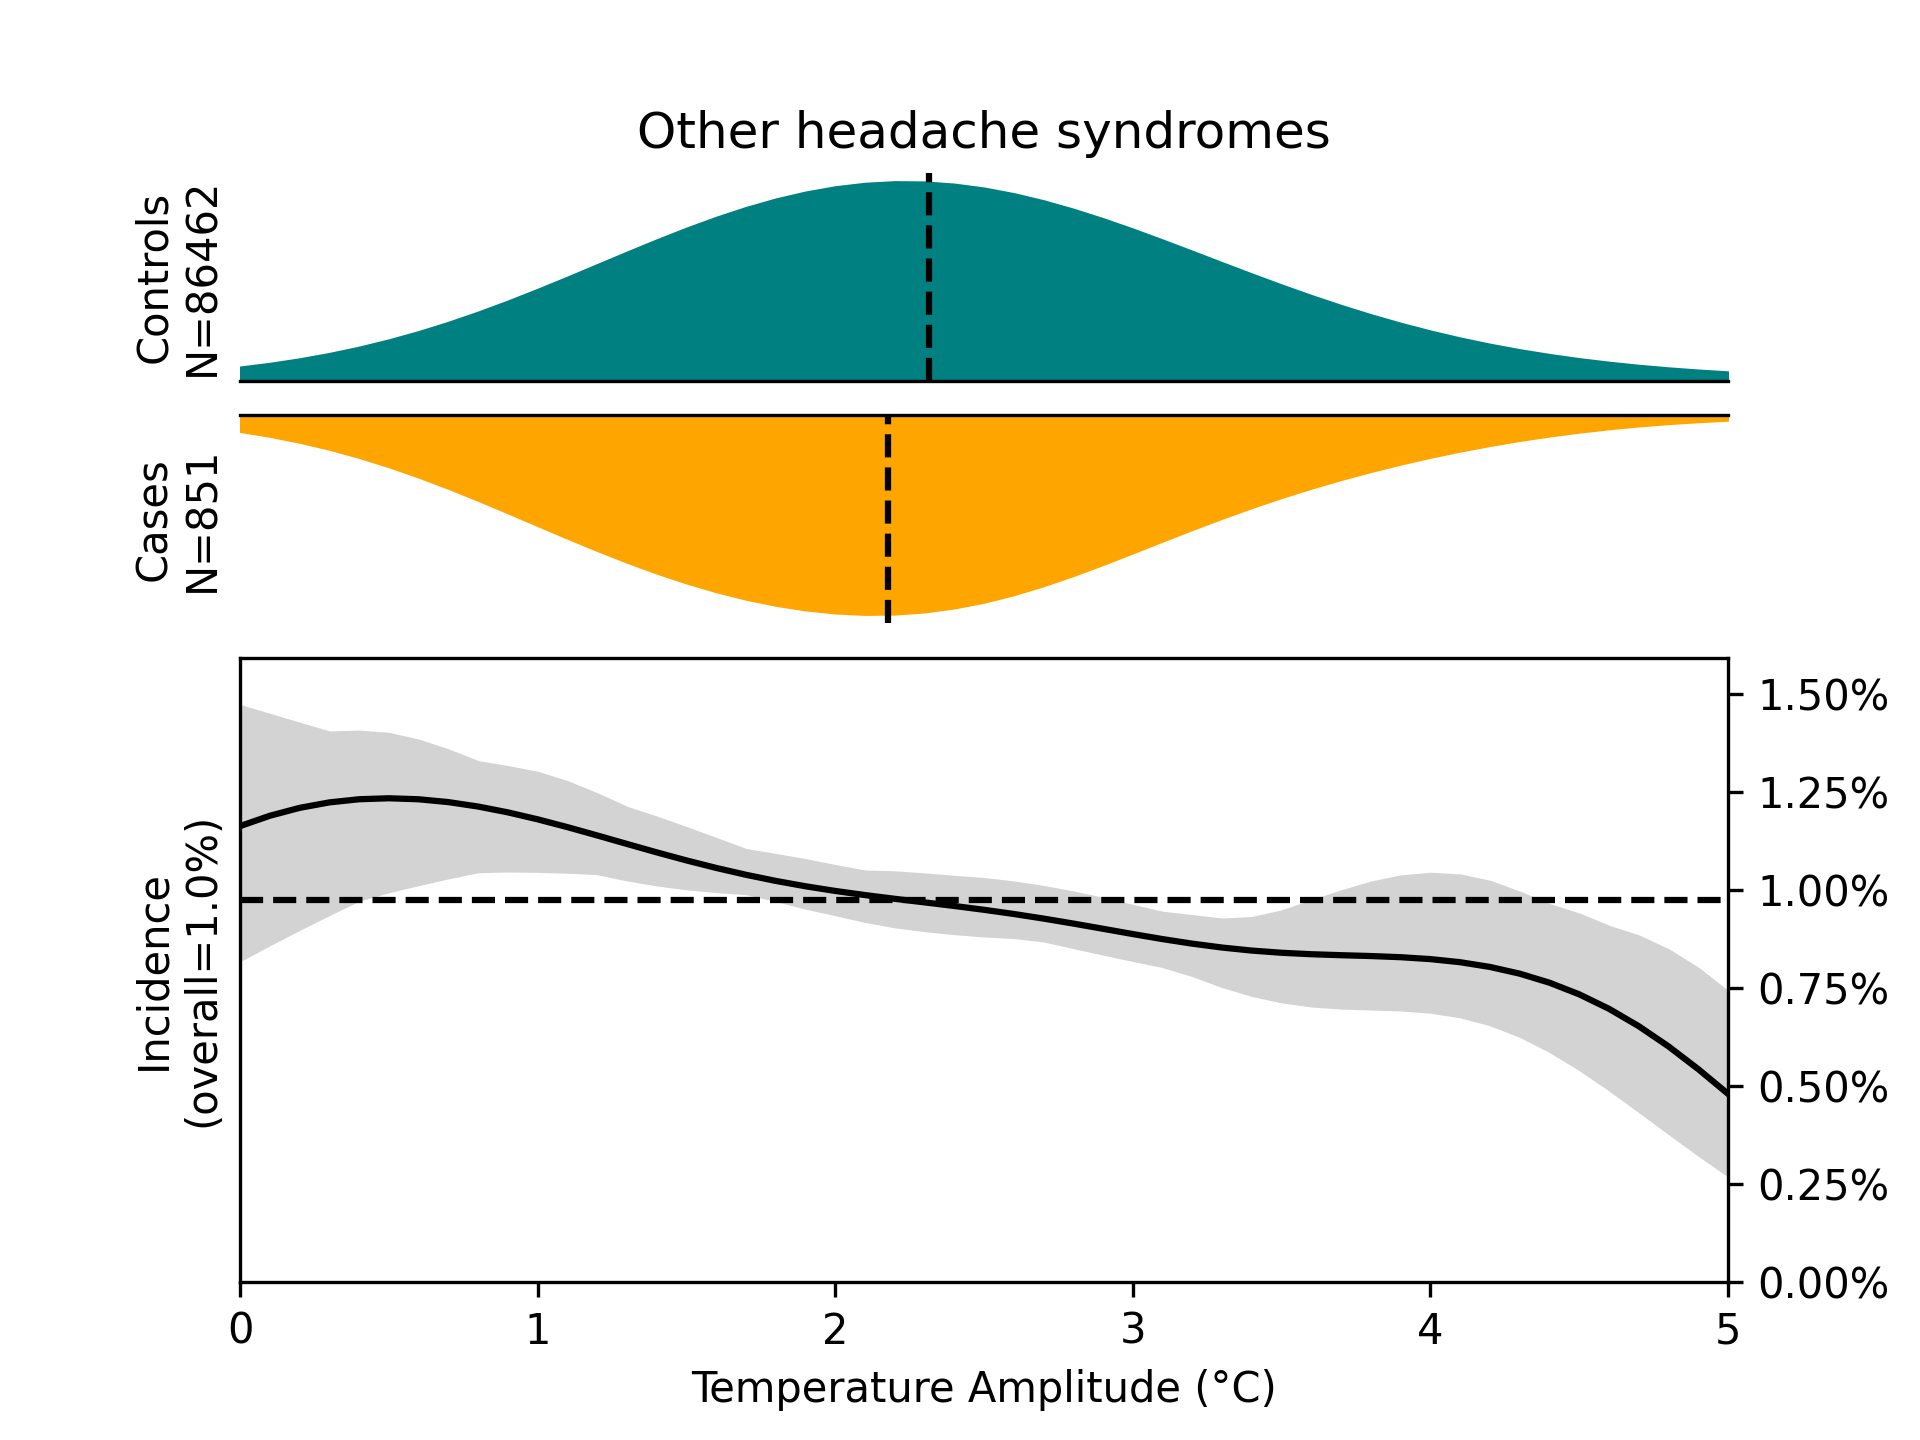 Other headache syndromes
Controls
N=86462
Cases
N=851
Incidence
(overall=1.0%)
1.50%
1.25%
1.00%
0.75%
0.50%
0.25%
0.00%
0 1 2 3 4 5
Temperature Amplitude (°C)